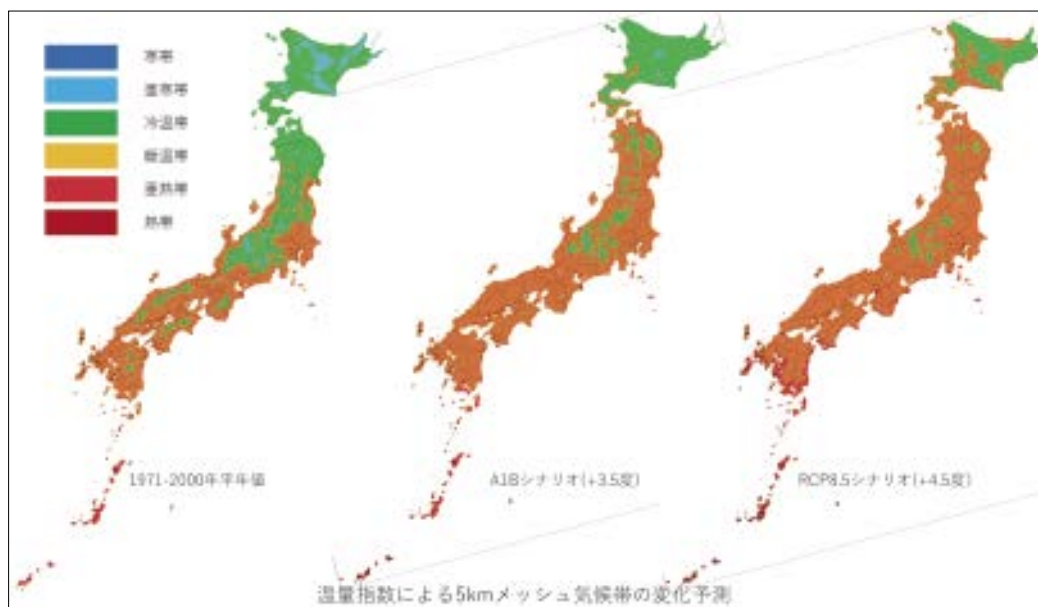 寒帯
亜寒帯
冷温帯
暖温帯
亜熱帯
熱帯
1971-2000年平年値
A1Bシナリオ(+3.5度)
RCP8.5シナリオ(+4.5度)
温量指数による5kmメッシュ気候帯の変化予測